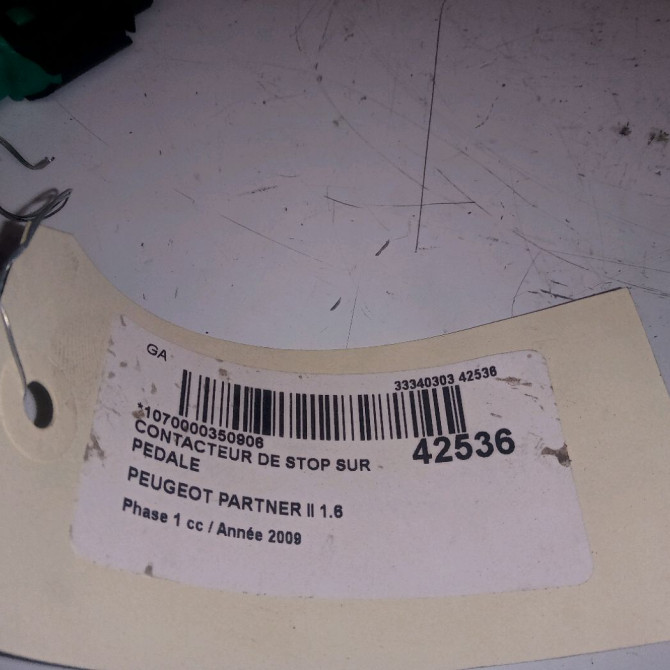 GA
33340303 42536
*1070000350906
42536
CONTACTEUR DE STOP SUR
PEDALE
PEUGEOT PARTNER II 1.6
Phase 1 cc / Année 2009